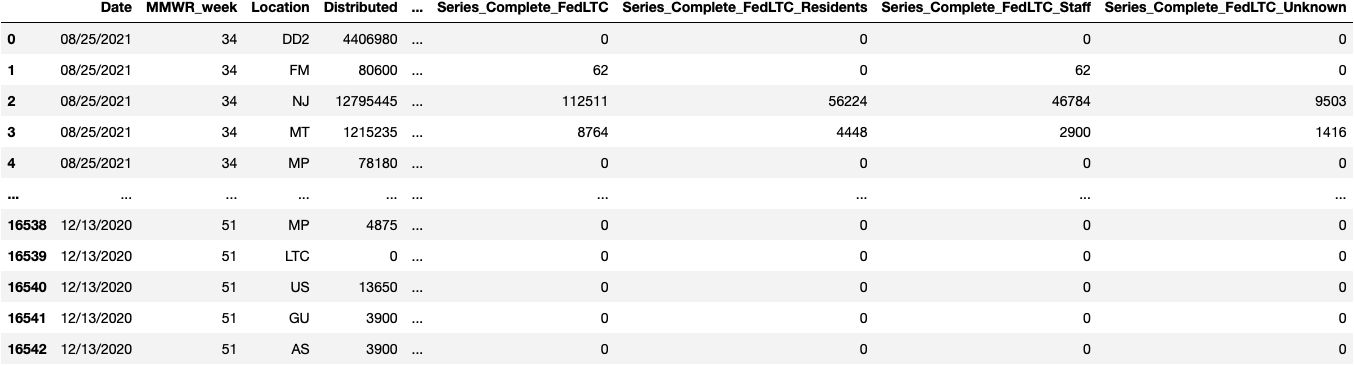 Date MMWR_week Location Distributed ... Series_Complete_FedLTC Series_Complete_FedLTC_Residents Series_Complete_FedLTC_Staff Series_Complete_FedLTC_Unknown
0 08/25/2021 34 DD2 4406980 ... 0 0 0 0
1 08/25/2021 34 FM 80600 ... 62 0 62 0
2 08/25/2021 34 NJ 12795445 ... 112511 56224 46784 9503
3 08/25/2021 34 MT 1215235 ... 8764 4448 2900 1416
4 08/25/2021 34 MP 78180 ... 0 0 0 0
... ... ... ... ... ... ... ... ... ...
16538 12/13/2020 51 MP 4875 ... 0 0 0 0
16539 12/13/2020 51 LTC 0 ... 0 0 0 0
16540 12/13/2020 51 US 13650 ... 0 0 0 0
16541 12/13/2020 51 GU 3900 ... 0 0 0 0
16542 12/13/2020 51 AS 3900 ... 0 0 0 0